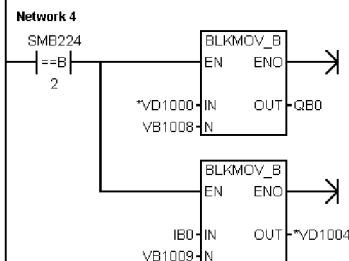 Network 4
SMB224
==B
2
BLKMOV_B
EN ENO
*VD1000 IN OUT QB0
VB1008 N
BLKMOV_B
EN ENO
IB0 IN OUT *VD1004
VB1009 N